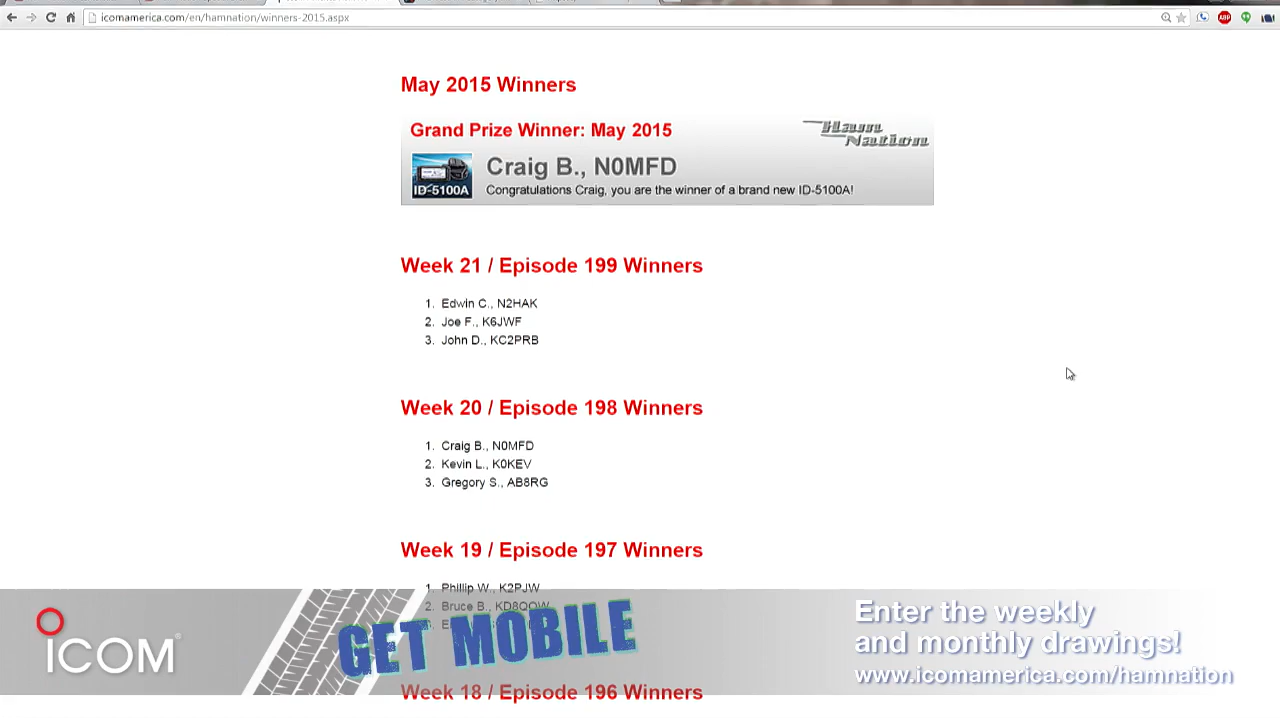 icomamerica.com/en/hamnation/winners-2015.aspx
ABP
May 2015 Winners
Grand Prize Winner: May 2015
Ham
Nation
Craig B., N0MFD
ID-5100A
Congratulations Craig, you are the winner of a brand new ID-5100A!
Week 21 / Episode 199 Winners
1. Edwin C., N2HAK
2. Joe F., K6JWF
3. John D., KC2PRB
Week 20 / Episode 198 Winners
1. Craig B., N0MFD
2. Kevin L., K0KEV
3. Gregory S., AB8RG
Week 19 / Episode 197 Winners
1. Phillip W., K2PJW
2. Bruce B., KD8QOW
3.
ICOM
GET MOBILE
Enter the weekly
and monthly drawings!
www.icomamerica.com/hamnation
Week 18 / Episode 196 Winners